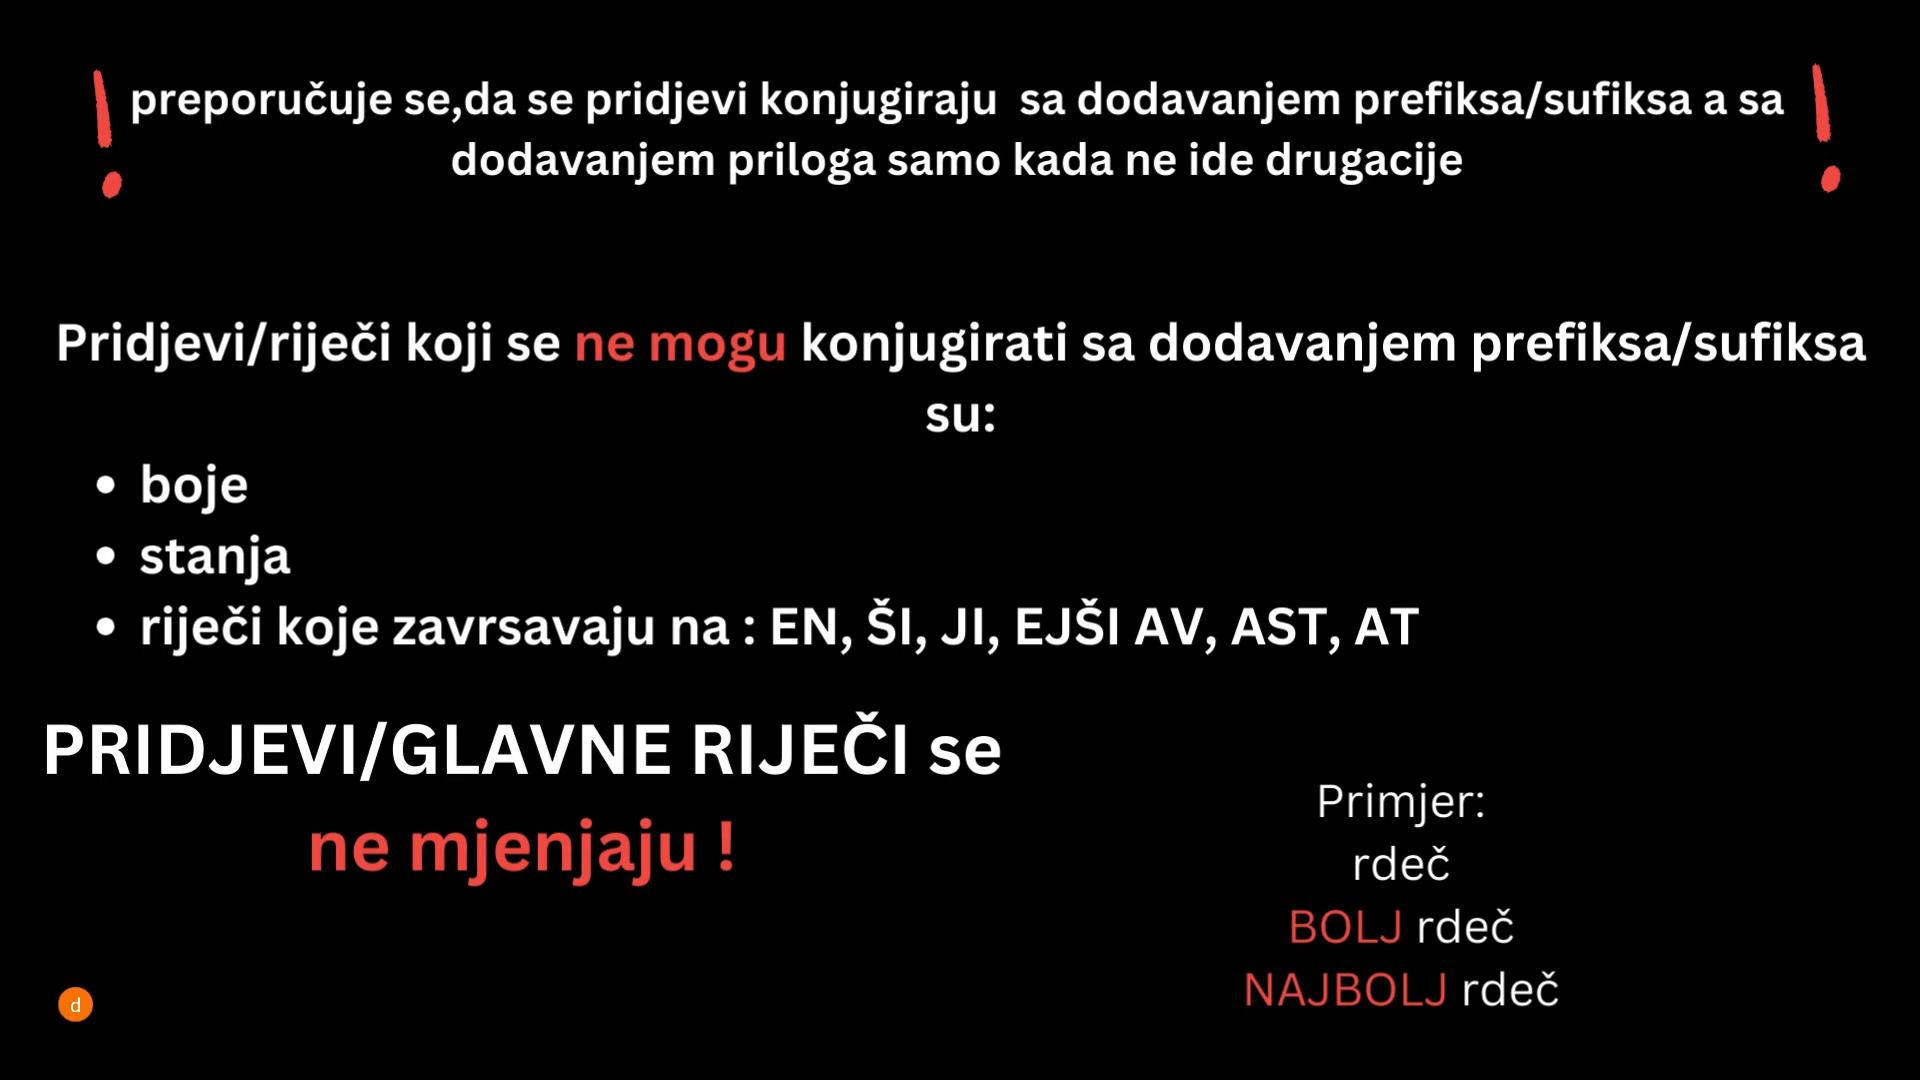 preporučuje se,da se pridjevi konjugiraju  sa dodavanjem prefiksa/sufiksa a sa
dodavanjem priloga samo kada ne ide drugacije
Pridjevi/riječi koji se ne mogu konjugirati sa dodavanjem prefiksa/sufiksa
su:
• boje
• stanja
• riječi koje zavrsavaju na : EN, ŠI, JI, EJŠI AV, AST, AT
PRIDJEVI/GLAVNE RIJEČI se
ne mjenjaju !
Primjer:
rdeč
BOLJ rdeč
NAJBOLJ rdeč
d